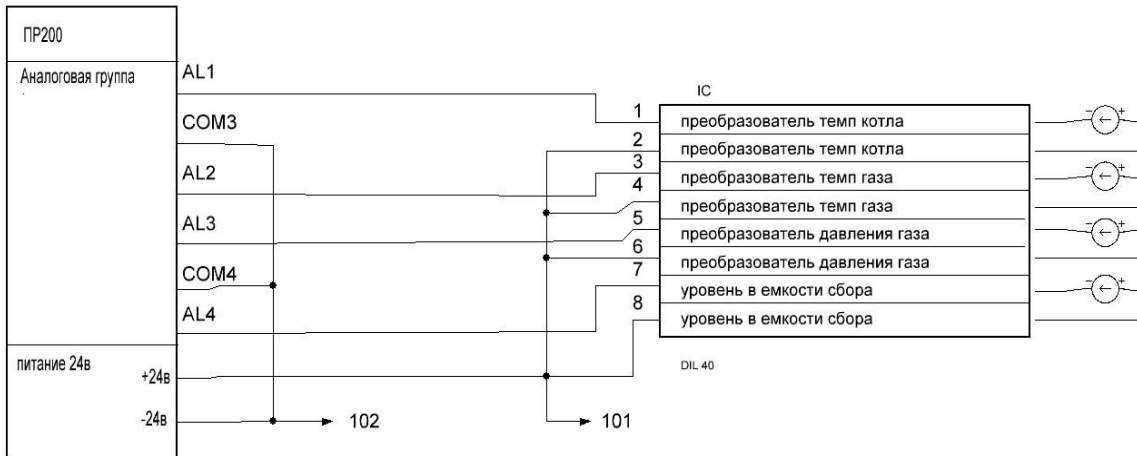 ПР200
Аналоговая группа
AL1
COM3
AL2
AL3
COM4
AL4
питание 24в
+24в
-24в
102
101
IC
1 преобразователь темп котла
2 преобразователь темп котла
3 преобразователь темп газа
4 преобразователь темп газа
5 преобразователь давления газа
6 преобразователь давления газа
7 уровень в емкости сбора
8 уровень в емкости сбора
DIL 40
- +
- +
- +
- +